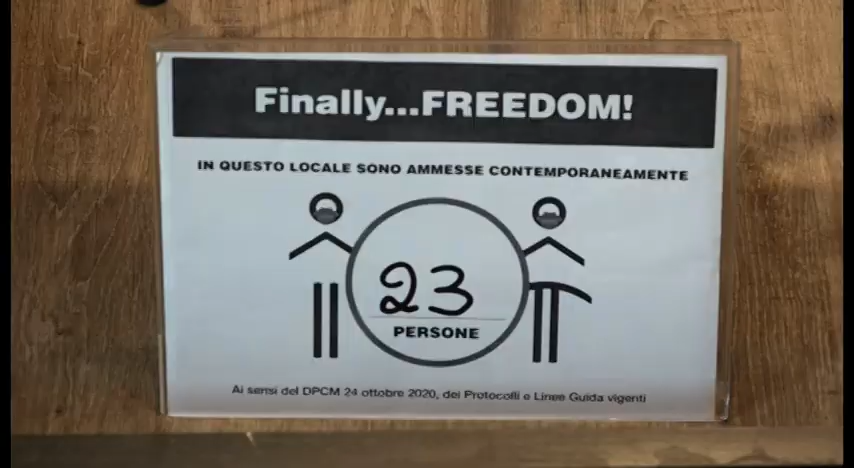 Finally...FREEDOM!
IN QUESTO LOCALE SONO AMMESSE CONTEMPORANEAMENTE
23
PERSONE
Ai sensi del DPCM 24 ottobre 2020, dei Protocolli e Linee Guida vigenti